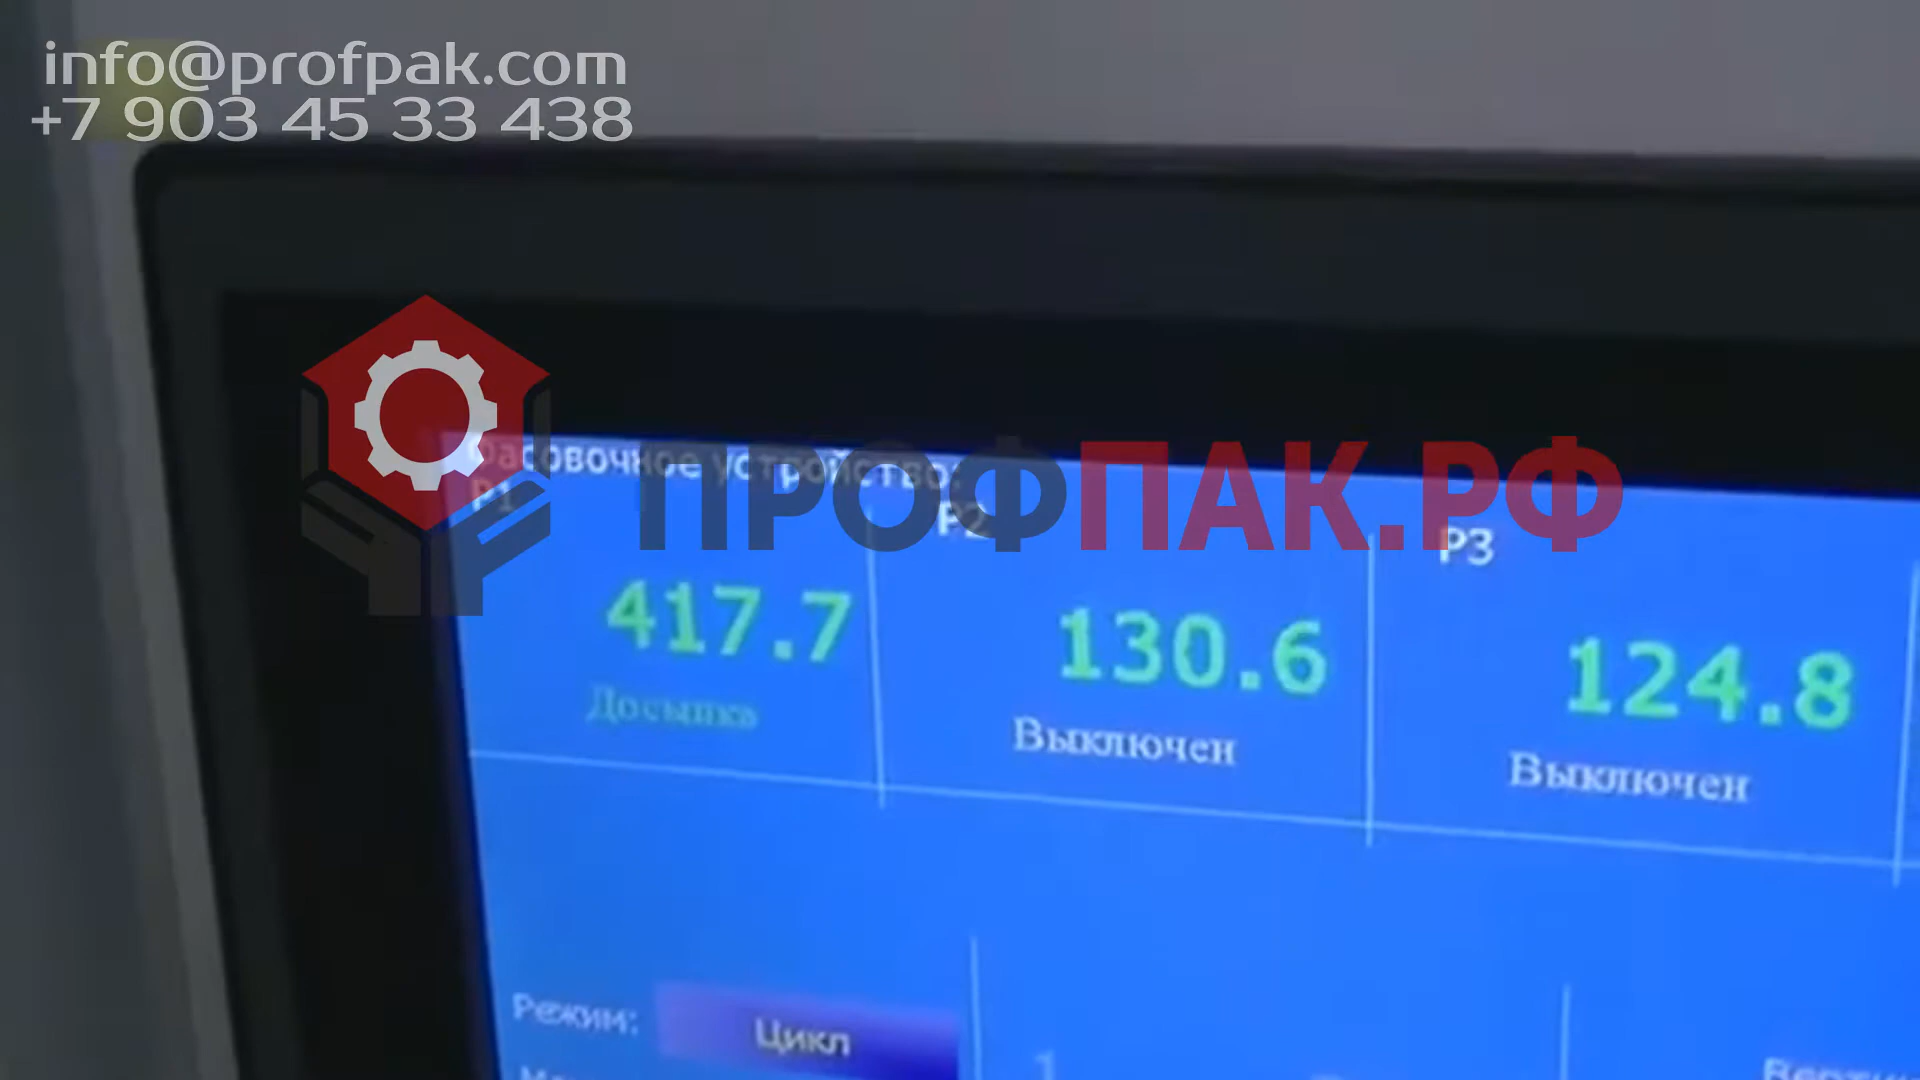 info@profpak.com
+7 903 45 33 438
ПРОФПАК.РФ
Фасовочное устройство:
P1 P2 P3
417.7 130.6 124.8
Досыпка Выключен Выключен
Режим: Цикл
1